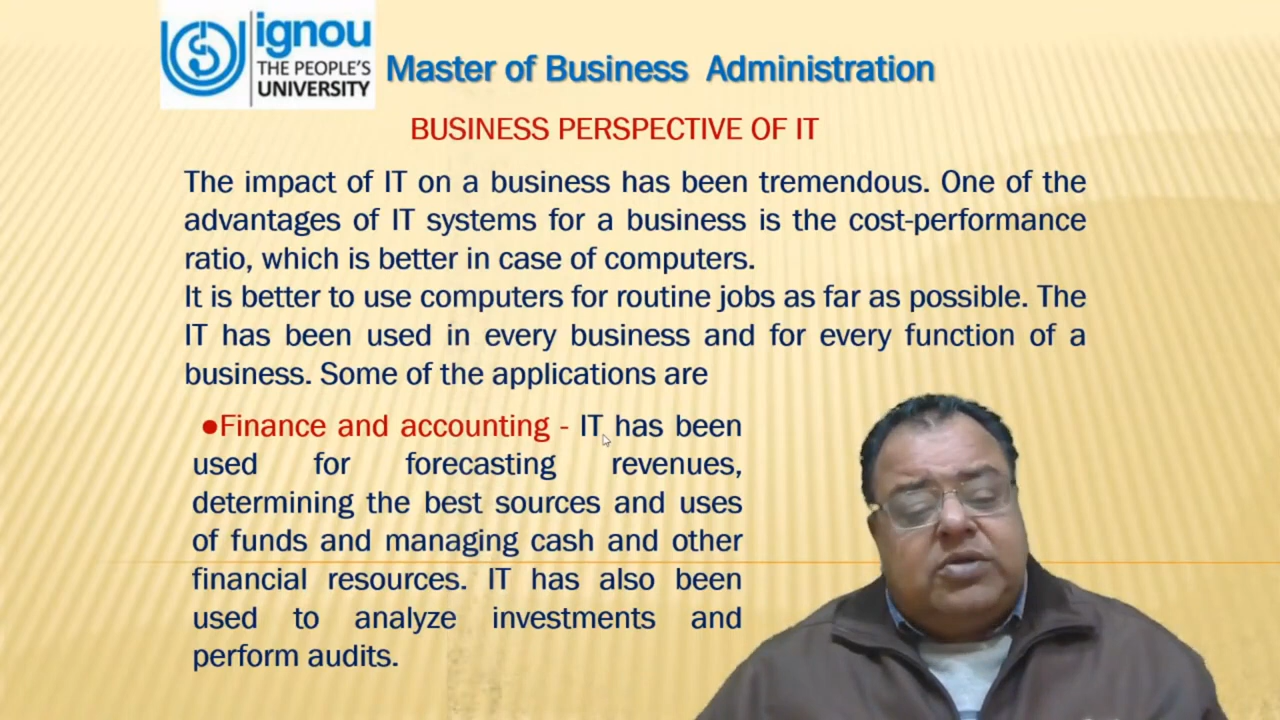 ignou
THE PEOPLE'S
UNIVERSITY
Master of Business Administration
BUSINESS PERSPECTIVE OF IT
The impact of IT on a business has been tremendous. One of the
advantages of IT systems for a business is the cost-performance
ratio, which is better in case of computers.
It is better to use computers for routine jobs as far as possible. The
IT has been used in every business and for every function of a
business. Some of the applications are
●Finance and accounting - IT has been
used for forecasting revenues,
determining the best sources and uses
of funds and managing cash and other
financial resources. IT has also been
used to analyze investments and
perform audits.